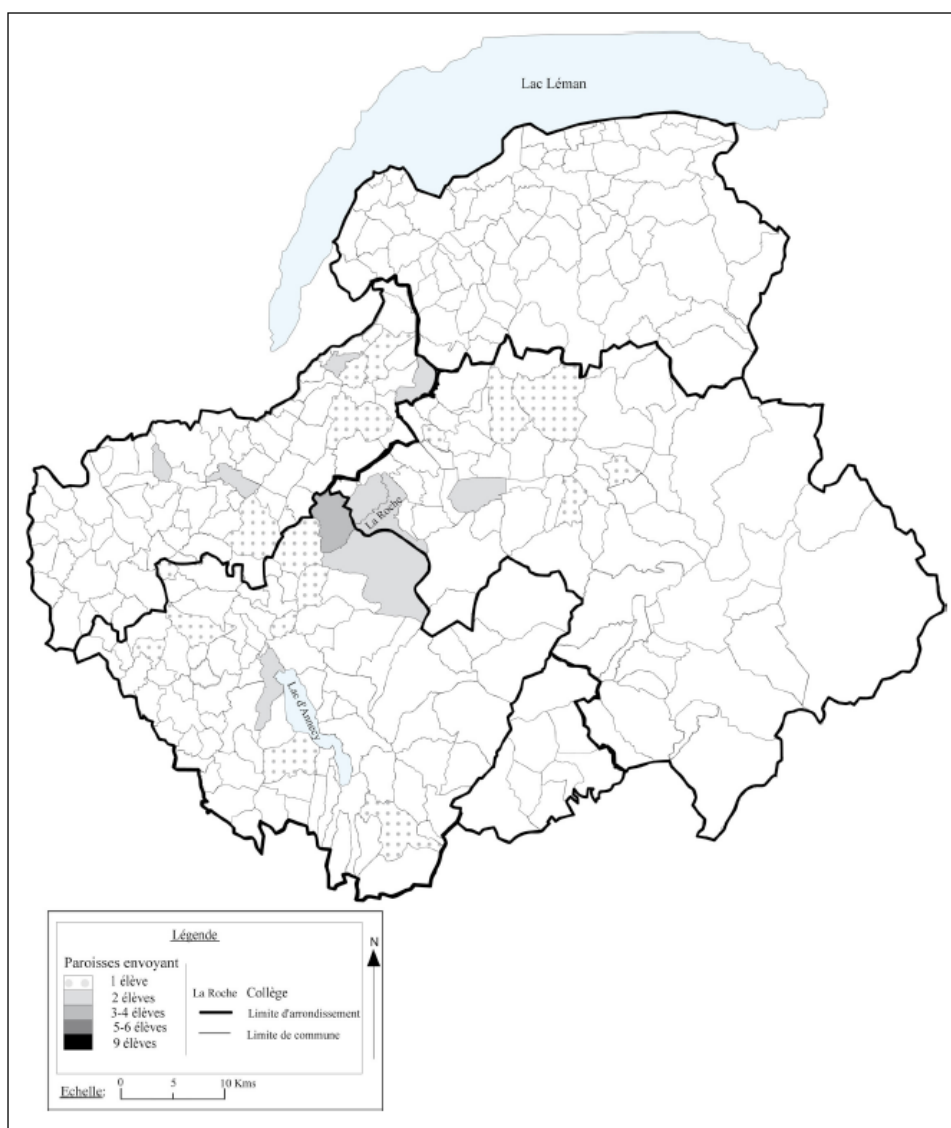 Lac Léman
La Roche
Lac d'Annecy
Légende
Paroisses envoyant
1 élève
2 élèves
3-4 élèves
5-6 élèves
9 élèves
La Roche Collège
Limite d'arrondissement
Limite de commune
N
Echelle: 0 5 10 Kms